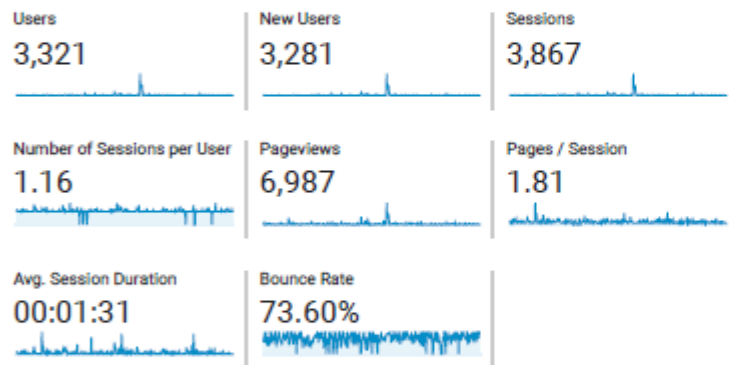 Users
3,321
New Users
3,281
Sessions
3,867
Number of Sessions per User
1.16
Pageviews
6,987
Pages / Session
1.81
Avg. Session Duration
00:01:31
Bounce Rate
73.60%